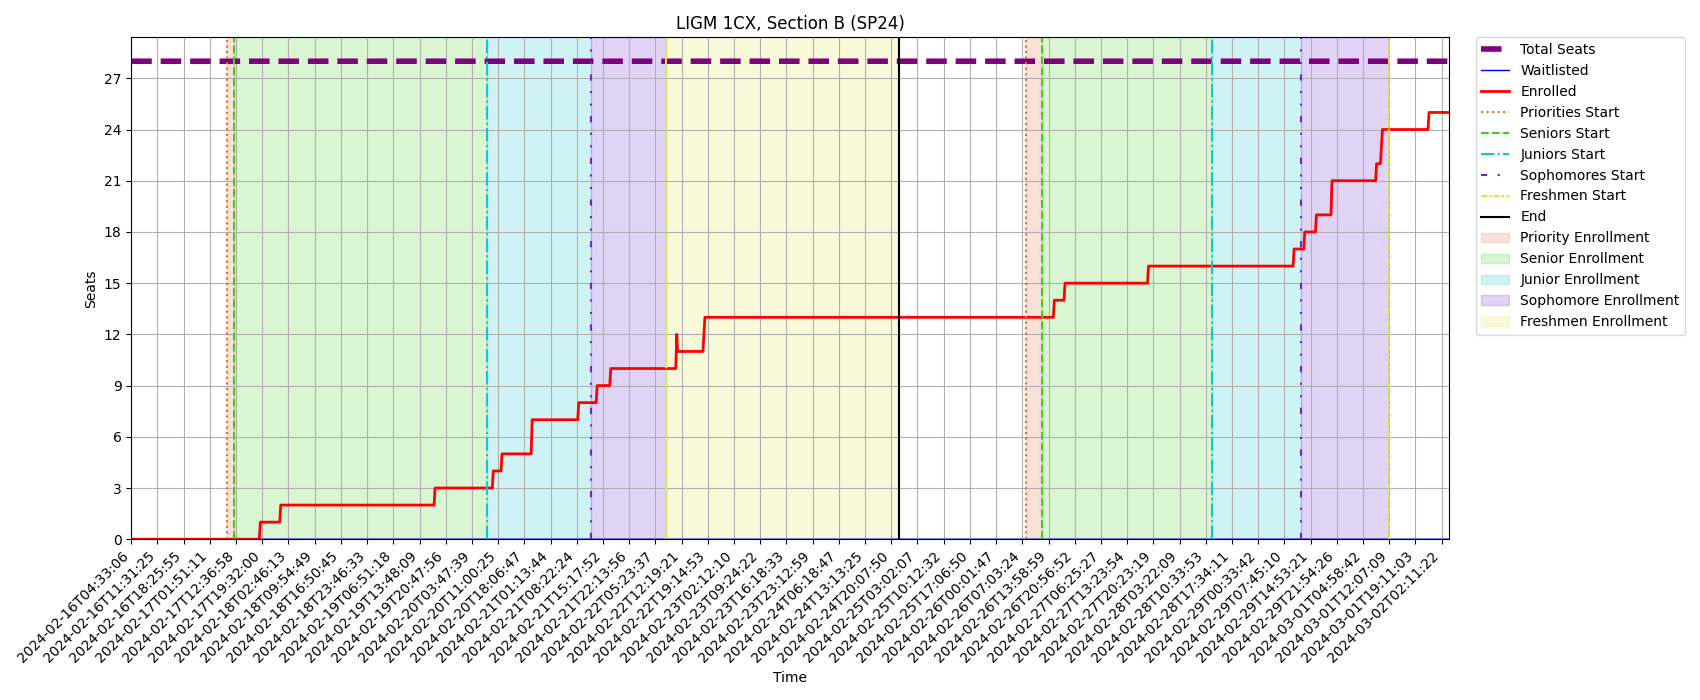 LIGM 1CX, Section B (SP24)
Total Seats
Waitlisted
Enrolled
Priorities Start
Seniors Start
Juniors Start
Sophomores Start
Freshmen Start
End
Priority Enrollment
Senior Enrollment
Junior Enrollment
Sophomore Enrollment
Freshmen Enrollment
Seats
27
24
21
18
15
12
9
6
3
0
2024-02-16T04:33:06
2024-02-16T11:31:25
2024-02-16T18:25:55
2024-02-17T01:51:11
2024-02-17T12:36:58
2024-02-17T19:32:00
2024-02-18T02:46:13
2024-02-18T09:54:49
2024-02-18T16:50:45
2024-02-18T23:46:33
2024-02-19T06:51:18
2024-02-19T13:48:09
2024-02-19T20:47:56
2024-02-20T03:47:39
2024-02-20T11:00:25
2024-02-20T18:06:47
2024-02-21T01:13:44
2024-02-21T08:22:24
2024-02-21T15:17:52
2024-02-21T22:13:56
2024-02-22T05:23:37
2024-02-22T12:19:21
2024-02-22T19:14:53
2024-02-23T02:12:10
2024-02-23T09:24:22
2024-02-23T16:18:33
2024-02-23T23:12:59
2024-02-24T06:18:47
2024-02-24T13:13:25
2024-02-24T20:07:50
2024-02-25T03:02:07
2024-02-25T10:12:32
2024-02-25T17:06:50
2024-02-26T00:01:47
2024-02-26T07:03:24
2024-02-26T13:58:59
2024-02-26T20:56:52
2024-02-27T06:25:27
2024-02-27T13:23:54
2024-02-27T20:23:19
2024-02-28T03:22:09
2024-02-28T10:33:53
2024-02-28T17:34:11
2024-02-29T00:33:42
2024-02-29T07:45:10
2024-02-29T14:53:21
2024-02-29T21:54:26
2024-03-01T04:58:42
2024-03-01T12:07:09
2024-03-01T19:11:03
2024-03-02T02:11:22
Time